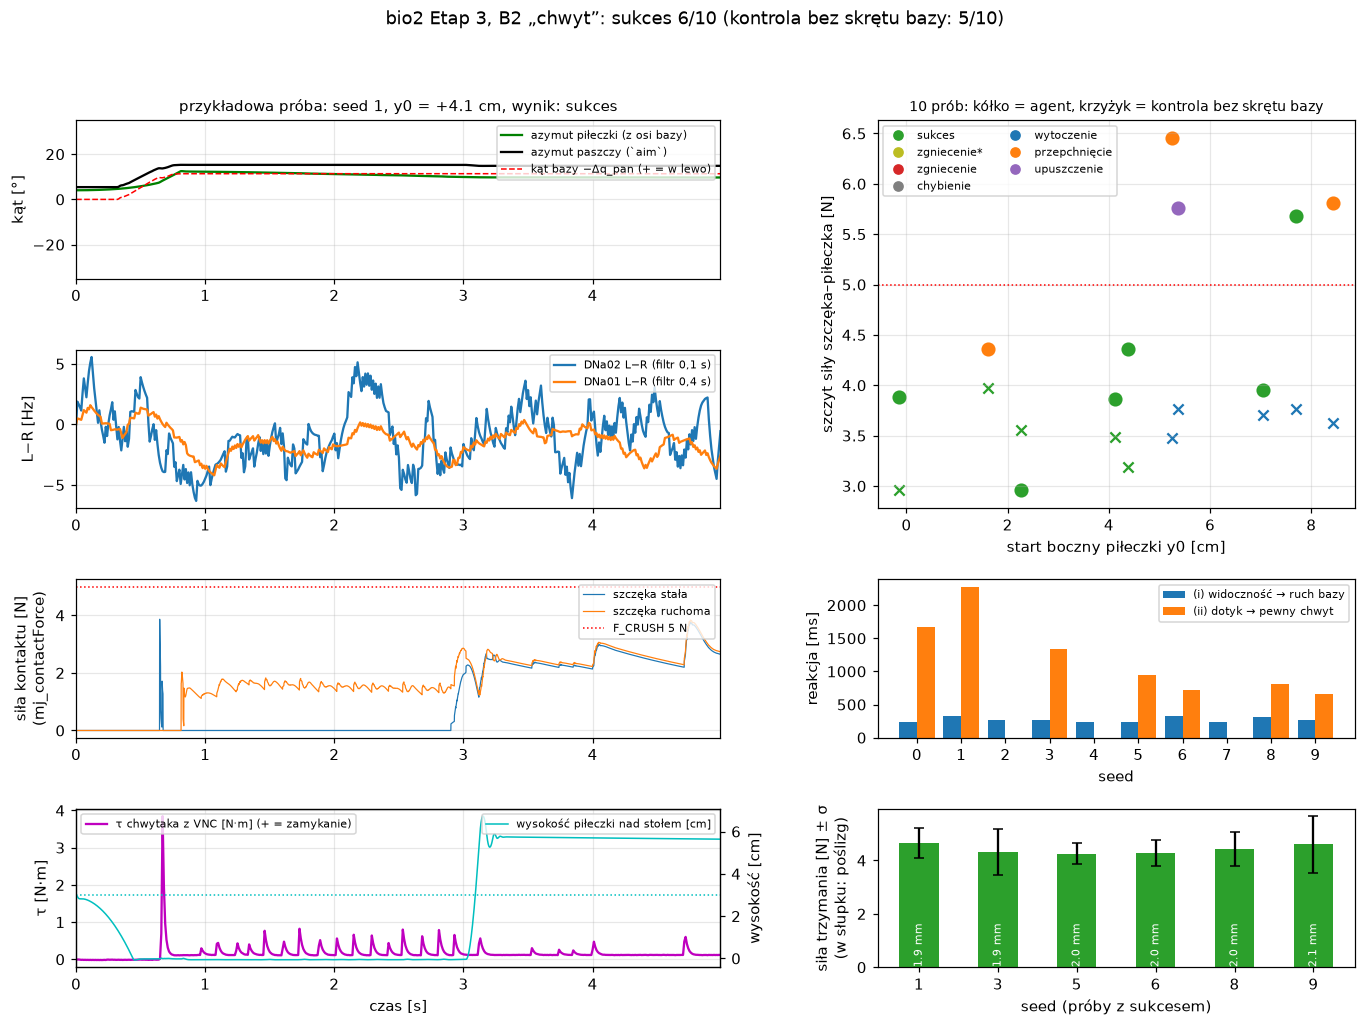 bio2 Etap 3, B2 „chwyt”: sukces 6/10 (kontrola bez skrętu bazy: 5/10)
przykładowa próba: seed 1, y0 = +4.1 cm, wynik: sukces
azymut piłeczki (z osi bazy)
azymut paszczy (`aim`)
kąt bazy −Δq_pan (+ = w lewo)
kąt [°]
20
0
−20
0 1 2 3 4
DNa02 L−R (filtr 0,1 s)
DNa01 L−R (filtr 0,4 s)
L−R [Hz]
5
0
−5
0 1 2 3 4
szczęka stała
szczęka ruchoma
F_CRUSH 5 N
siła kontaktu [N]
(mj_contactForce)
4
2
0
0 1 2 3 4
τ chwytaka z VNC [N·m] (+ = zamykanie)
wysokość piłeczki nad stołem [cm]
τ [N·m]
4
3
2
1
0
wysokość [cm]
6
4
2
0
0 1 2 3 4
czas [s]
10 prób: kółko = agent, krzyżyk = kontrola bez skrętu bazy
sukces
zgniecenie*
zgniecenie
chybienie
wytoczenie
przepchnięcie
upuszczenie
szczyt siły szczęka–piłeczka [N]
6.5
6.0
5.5
5.0
4.5
4.0
3.5
3.0
0 2 4 6 8
start boczny piłeczki y0 [cm]
(i) widoczność → ruch bazy
(ii) dotyk → pewny chwyt
reakcja [ms]
2000
1500
1000
500
0
0 1 2 3 4 5 6 7 8 9
seed
siła trzymania [N] ± σ
(w słupku: poślizg)
4
2
0
1.9 mm
1.9 mm
2.0 mm
2.0 mm
2.0 mm
2.1 mm
1 3 5 6 8 9
seed (próby z sukcesem)